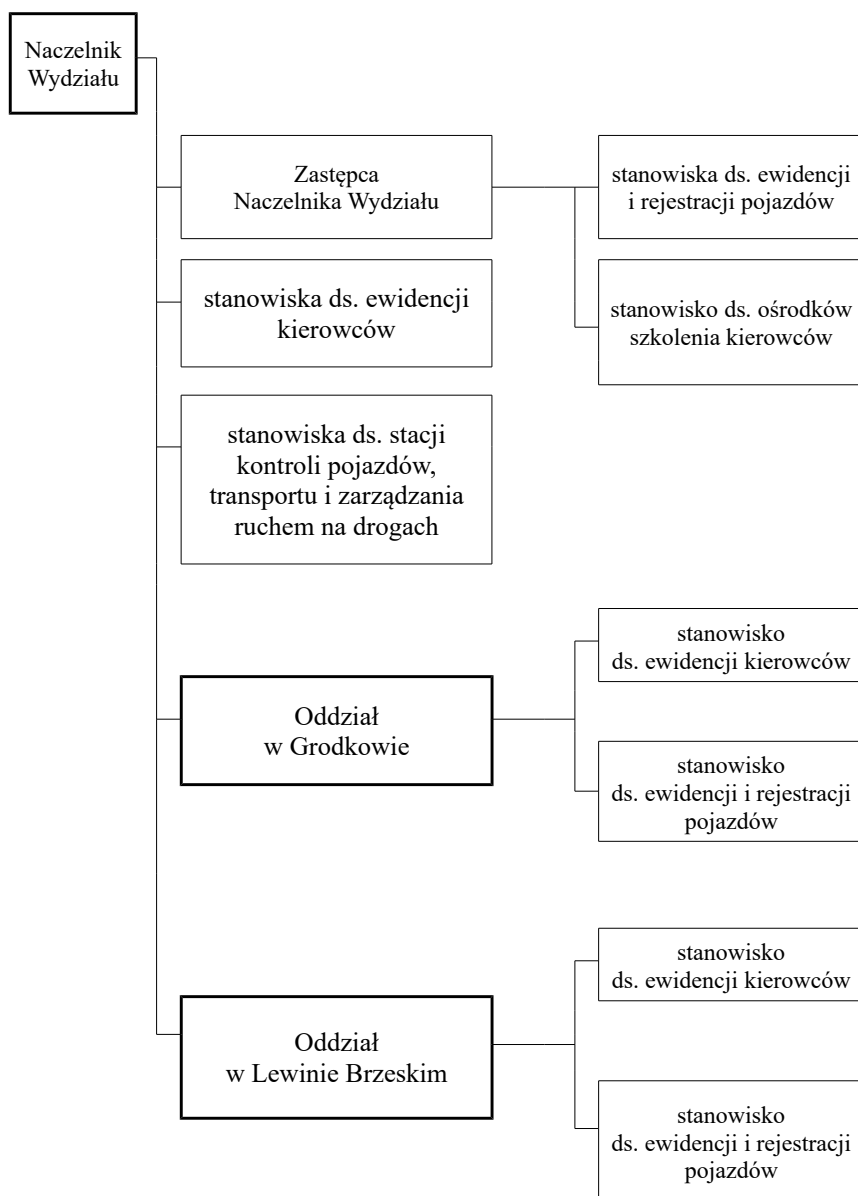 Naczelnik
Wydziału
Zastępca
Naczelnika Wydziału
stanowiska ds. ewidencji
i rejestracji pojazdów
stanowiska ds. ewidencji
kierowców
stanowisko ds. ośrodków
szkolenia kierowców
stanowiska ds. stacji
kontroli pojazdów,
transportu i zarządzania
ruchem na drogach
Oddział
w Grodkowie
stanowisko
ds. ewidencji kierowców
stanowisko
ds. ewidencji i rejestracji
pojazdów
Oddział
w Lewinie Brzeskim
stanowisko
ds. ewidencji kierowców
stanowisko
ds. ewidencji i rejestracji
pojazdów